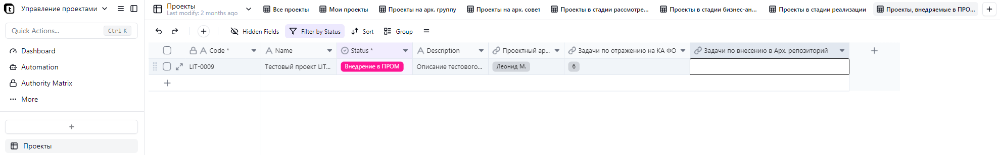 Управление проектами
Quick Actions...
Ctrl K
Dashboard
Automation
Authority Matrix
More
Проекты
Проекты
Last modify: 2 months ago
Все проекты
Мои проекты
Проекты на арх. группу
Проекты на арх. совет
Проекты в стадии рассмотре...
Проекты в стадии бизнес-ан...
Проекты в стадии реализации
Проекты, внедряемые в ПРО...
Hidden Fields
Filter by Status
Sort
Group
Code *
Name
Status *
Description
Проектный ар...
Задачи по отражению на КА ФО
Задачи по внесению в Арх. репозиторий
LIT-0009
Тестовый проект LIT...
Внедрение в ПРОМ
Описание тестового...
Леонид М.
6